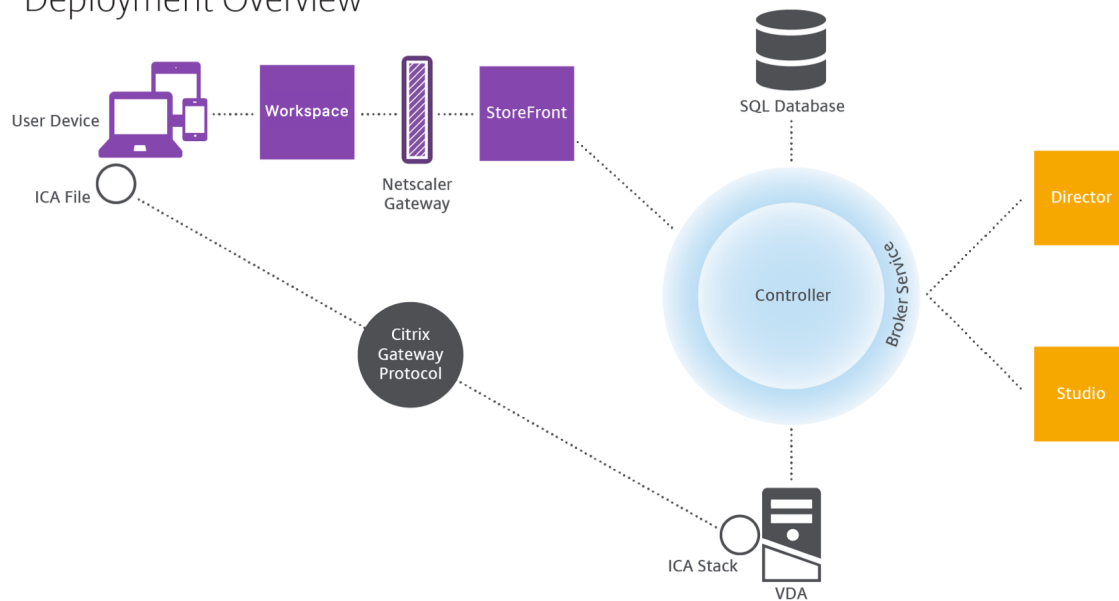 Deployment Overview
SQL Database
User Device
Workspace
StoreFront
Netscaler
Gateway
ICA File
Director
Controller
Broker Service
Citrix
Gateway
Protocol
Studio
ICA Stack
VDA